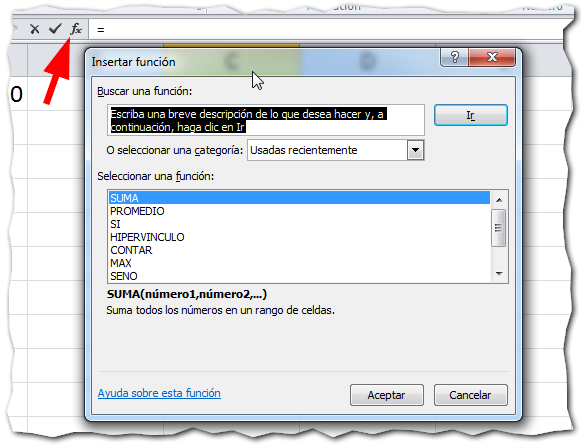 Número
fx =
0
Insertar función
C D
Buscar una función:
Escriba una breve descripción de lo que desea hacer y, a
continuación, haga clic en Ir
Ir
O seleccionar una categoría: Usadas recientemente
Seleccionar una función:
SUMA
PROMEDIO
SI
HIPERVINCULO
CONTAR
MAX
SENO
SUMA(número1,número2,...)
Suma todos los números en un rango de celdas.
Ayuda sobre esta función
Aceptar
Cancelar